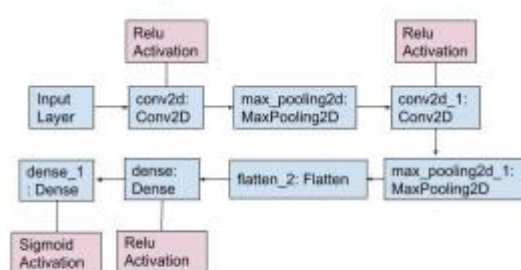 Relu
Activation
Relu
Activation
Input
Layer
conv2d:
Conv2D
max_pooling2d:
MaxPooling2D
conv2d_1:
Conv2D
dense_1
: Dense
dense:
Dense
flatten_2: Flatten
max_pooling2d_1:
MaxPooling2D
Sigmoid
Activation
Relu
Activation